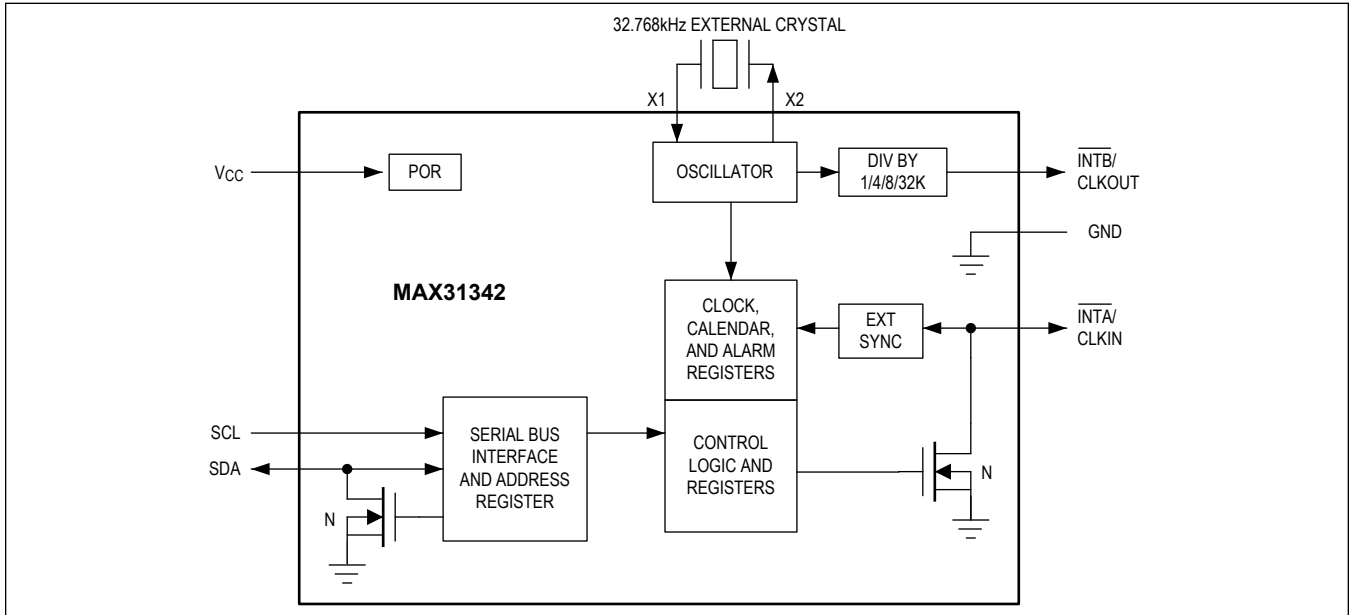 32.768kHz EXTERNAL CRYSTAL
X1
X2
VCC
POR
OSCILLATOR
DIV BY
1/4/8/32K
INTB/
CLKOUT
GND
MAX31342
CLOCK,
CALENDAR,
AND ALARM
REGISTERS
EXT
SYNC
INTA/
CLKIN
SCL
SDA
SERIAL BUS
INTERFACE
AND ADDRESS
REGISTER
CONTROL
LOGIC AND
REGISTERS
N
N